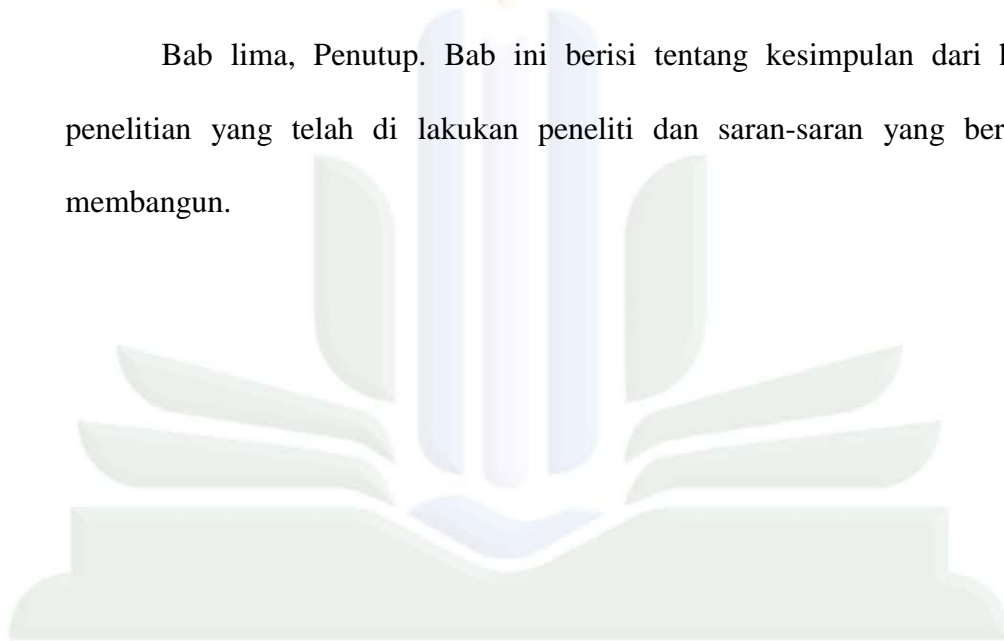 Bab lima, Penutup. Bab ini berisi tentang kesimpulan dari
penelitian yang telah di lakukan peneliti dan saran-saran yang
membangun.